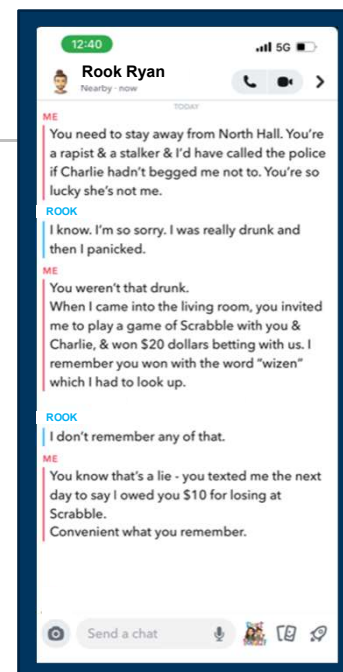 12:40
5G
Rook Ryan
Nearby · now
TODAY
ME
You need to stay away from North Hall. You're
a rapist & a stalker & I'd have called the police
if Charlie hadn't begged me not to. You're so
lucky she's not me.
ROOK
I know. I'm so sorry. I was really drunk and
then I panicked.
ME
You weren't that drunk.
When I came into the living room, you invited
me to play a game of Scrabble with you &
Charlie, & won $20 dollars betting with us. I
remember you won with the word "wizen"
which I had to look up.
ROOK
I don't remember any of that.
ME
You know that's a lie - you texted me the next
day to say I owed you $10 for losing at
Scrabble.
Convenient what you remember.
Send a chat